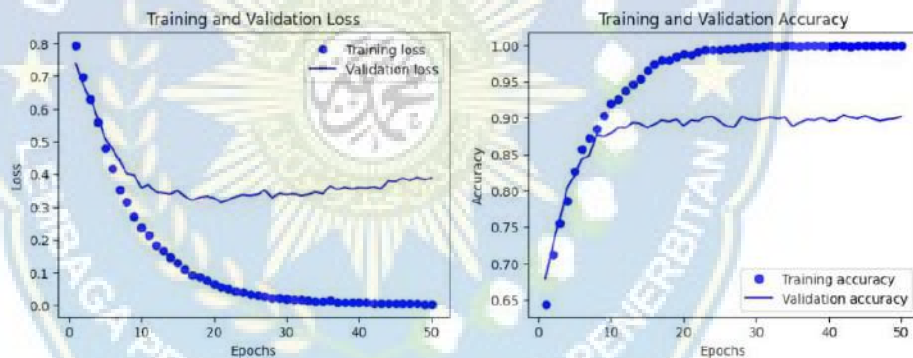 Training and Validation Loss
Training loss
Validation loss
0.8
0.7
0.6
0.5
0.4
0.3
0.2
0.1
0.0
Loss
0
10
20
30
40
50
Epochs
Training and Validation Accuracy
1.00
0.95
0.90
0.85
0.80
0.75
0.70
0.65
Accuracy
Training accuracy
Validation accuracy
0
10
20
30
40
50
Epochs
PENERBITAN